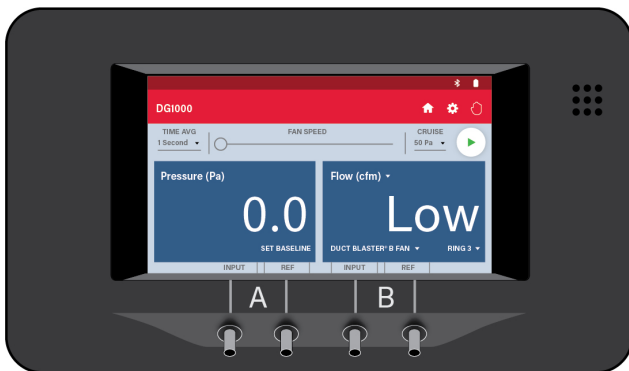 DG1000
TIME AVG
FAN SPEED
CRUISE
1 Second
50 Pa
Pressure (Pa)
Flow (cfm)
0.0
Low
SET BASELINE
DUCT BLASTER® B FAN
RING 3
INPUT
REF
INPUT
REF
A
B